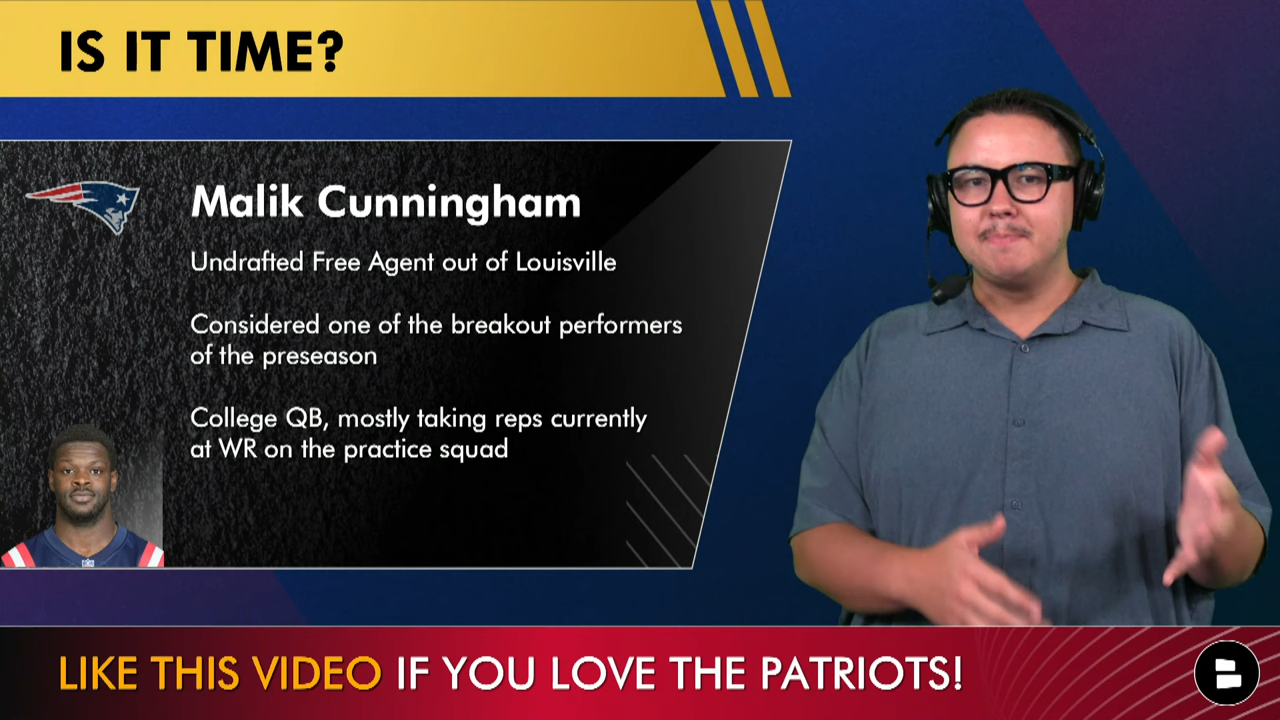 IS IT TIME?
Malik Cunningham
Undrafted Free Agent out of Louisville
Considered one of the breakout performers
of the preseason
College QB, mostly taking reps currently
at WR on the practice squad
LIKE THIS VIDEO IF YOU LOVE THE PATRIOTS!